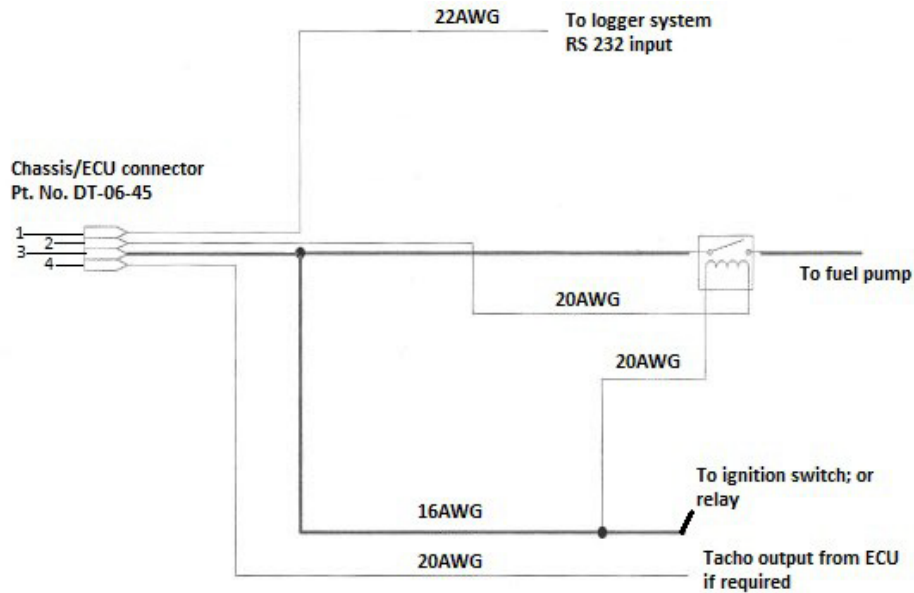 22AWG
To logger system
RS 232 input
Chassis/ECU connector
Pt. No. DT-06-45
1
2
3
4
To fuel pump
20AWG
20AWG
To ignition switch; or
relay
16AWG
20AWG
Tacho output from ECU
if required